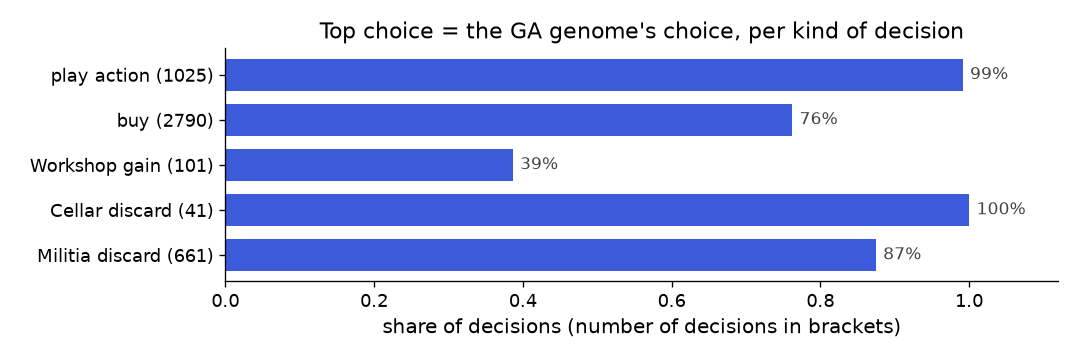 Top choice = the GA genome's choice, per kind of decision
play action (1025)
99%
buy (2790)
76%
Workshop gain (101)
39%
Cellar discard (41)
100%
Militia discard (661)
87%
0.0 0.2 0.4 0.6 0.8 1.0
share of decisions (number of decisions in brackets)